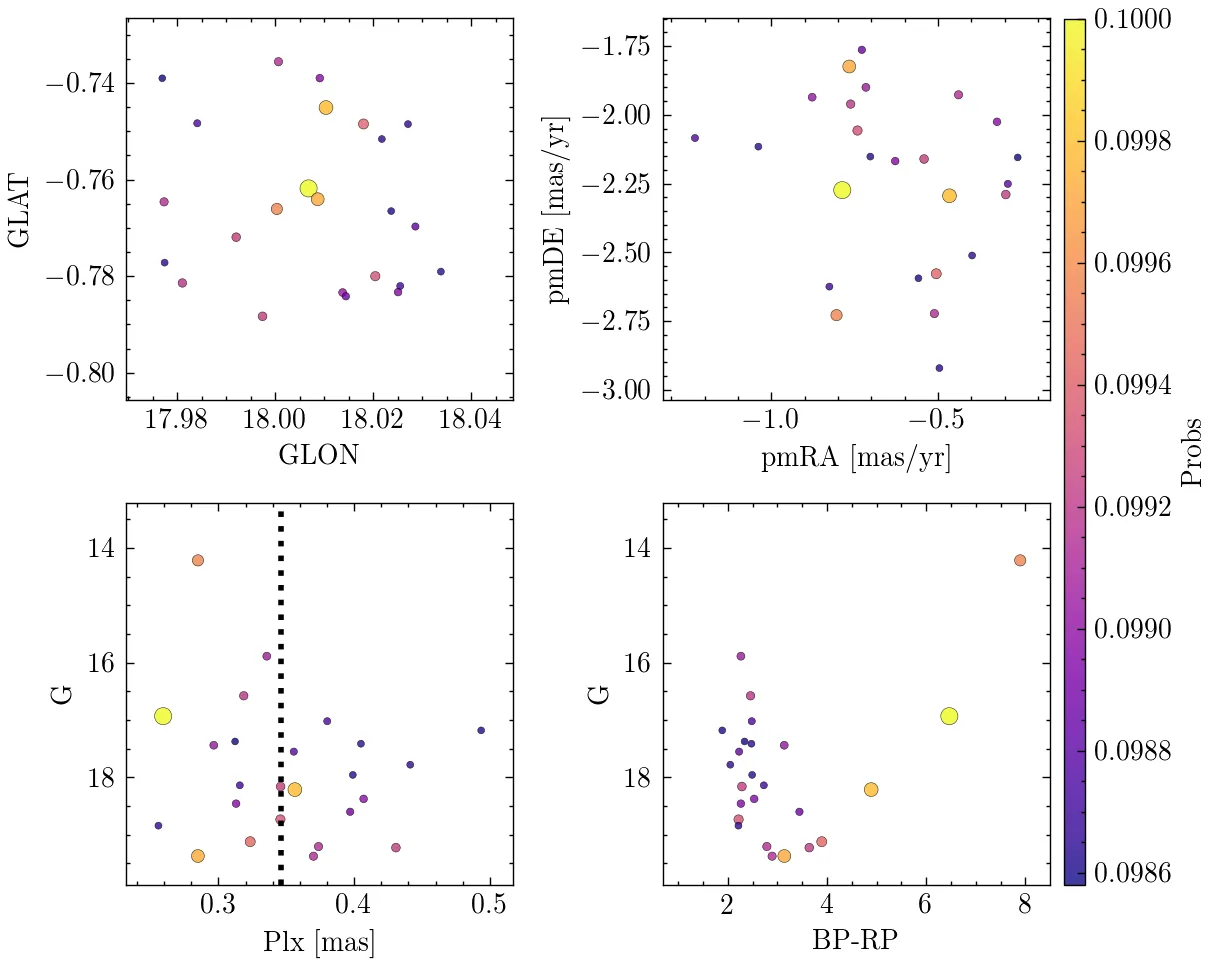 −0.74
−0.76
−0.78
−0.80
GLAT
17.98 18.00 18.02 18.04
GLON
−1.75
−2.00
−2.25
−2.50
−2.75
−3.00
pmDE [mas/yr]
−1.0 −0.5
pmRA [mas/yr]
14
16
18
G
0.3 0.4 0.5
Plx [mas]
14
16
18
G
2 4 6 8
BP-RP
0.1000
0.0998
0.0996
0.0994
0.0992
0.0990
0.0988
0.0986
Probs